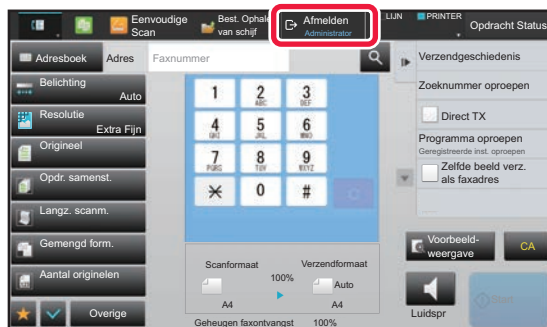 Eenvoudige
Scan
Best. Ophale
van schijf
Afmelden
Administrator
LIJN
PRINTER
Opdracht Status
Adresboek
Adres
Faxnummer
Verzendgeschiedenis
Belichting
Auto
Zoeknummer oproepen
Resolutie
Extra Fijn
Direct TX
Origineel
Programma oproepen
Geregistreerde inst. oproepen
Opdr. samenst.
Zelfde beeld verz.
als faxadres
Langz. scanm.
Gemengd form.
Aantal originelen
Overige
1
2
ABC
3
DEF
4
GHI
5
JKL
6
MNO
7
PQRS
8
TUV
9
WXYZ
0
#
Scanformaat
100%
Verzendformaat
Auto
A4
A4
Geheugen faxontvangst 100%
Voorbeeld-
weergave
CA
Luidspr
Start